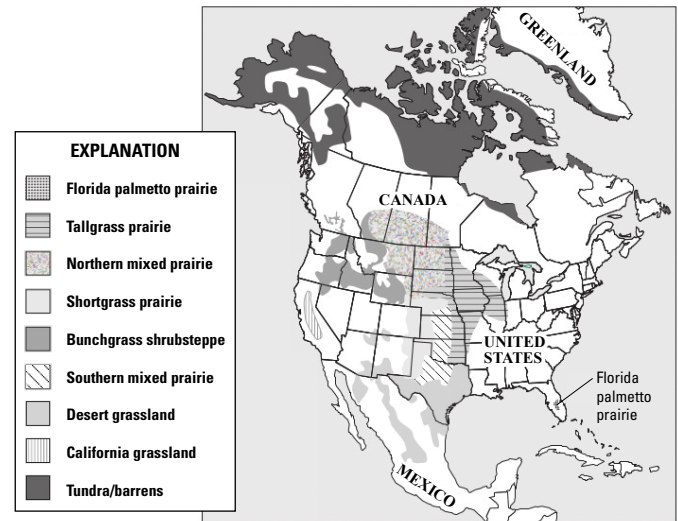 EXPLANATION
Florida palmetto prairie
Tallgrass prairie
Northern mixed prairie
Shortgrass prairie
Bunchgrass shrubsteppe
Southern mixed prairie
Desert grassland
California grassland
Tundra/barrens
GREENLAND
CANADA
UNITED
STATES
MEXICO
Florida
palmetto
prairie